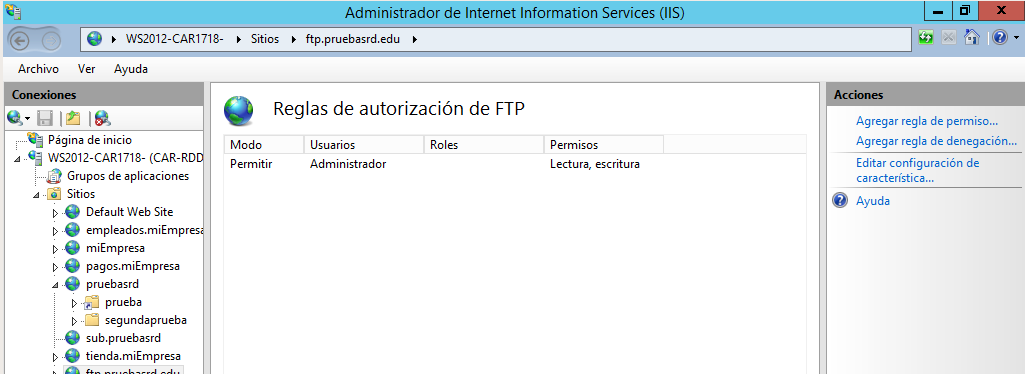 Administrador de Internet Information Services (IIS)
WS2012-CAR1718- Sitios ftp.pruebasrd.edu
Archivo Ver Ayuda
Conexiones
Página de inicio
WS2012-CAR1718- (CAR-RDD
Grupos de aplicaciones
Sitios
Default Web Site
empleados.miEmpresa
miEmpresa
pagos.miEmpresa
pruebasrd
prueba
segundaprueba
sub.pruebasrd
tienda.miEmpresa
ftp.pruebasrd.edu
Reglas de autorización de FTP
Modo Usuarios Roles Permisos
Permitir Administrador Lectura, escritura
Acciones
Agregar regla de permiso...
Agregar regla de denegación...
Editar configuración de
característica...
Ayuda